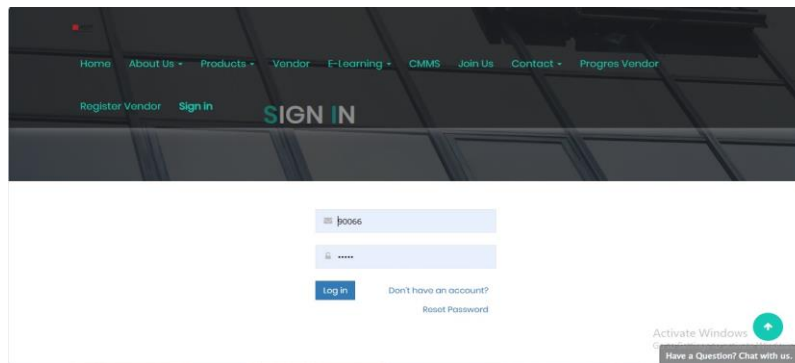 Home About Us Products Vendor E-Learning CMMS Join Us Contact Progres Vendor
Register Vendor Sign in
SIGN IN
90066
•••••
Log in Don't have an account?
Reset Password
Activate Windows
Have a Question? Chat with us.